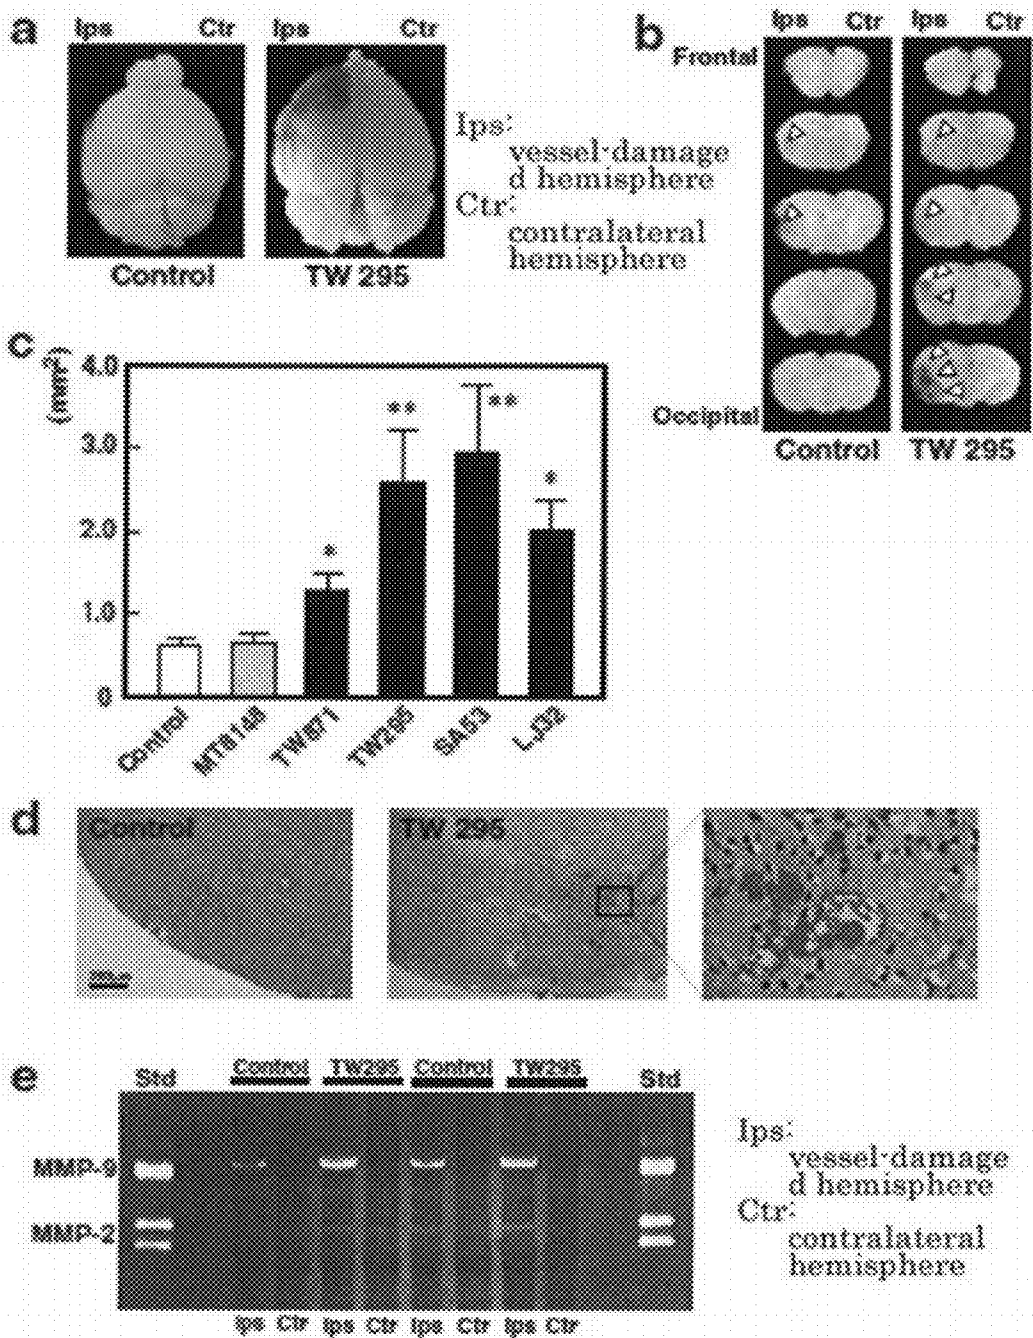 a
Ips Ctr
Ips Ctr
Control
TW 295
Ips:
vessel-damage
d hemisphere
Ctr:
contralateral
hemisphere
b
Ips Ctr
Ips Ctr
Frontal
Occipital
Control
TW 295
c
(mm²)
4.0
3.0
2.0
1.0
0
**
**
*
*
Control
MT8148
TW871
TW295
SA53
LJ32
d
Control
TW 295
e
Std
Control
TW295
Control
TW295
Std
MMP-9
MMP-2
Ips Ctr Ips Ctr Ips Ctr Ips Ctr
Ips:
vessel-damage
d hemisphere
Ctr:
contralateral
hemisphere